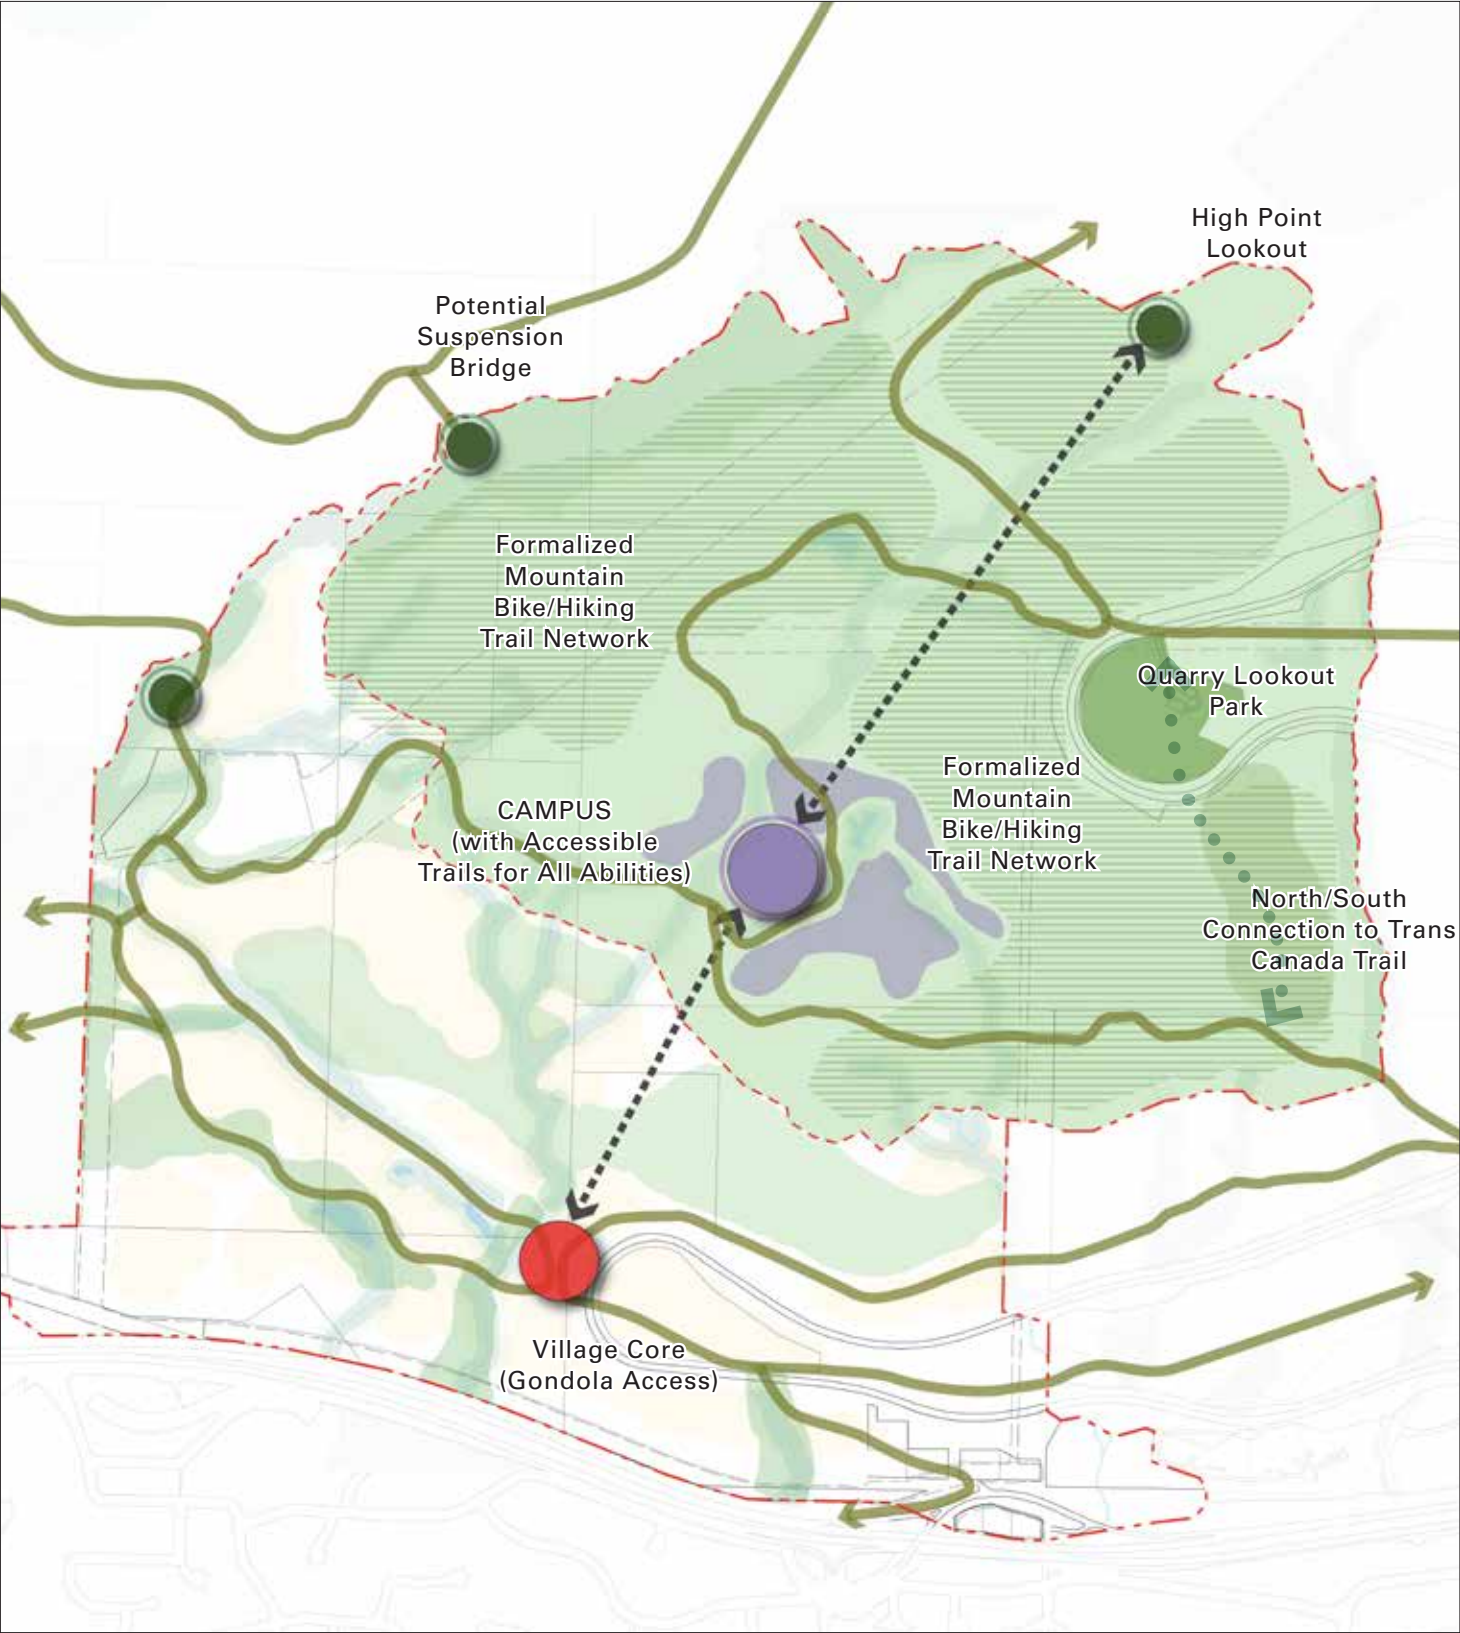 High Point
Lookout
Potential
Suspension
Bridge
Formalized
Mountain
Bike/Hiking
Trail Network
Quarry Lookout
Park
Formalized
Mountain
Bike/Hiking
Trail Network
CAMPUS
(with Accessible
Trails for All Abilities)
North/South
Connection to Trans
Canada Trail
Village Core
(Gondola Access)